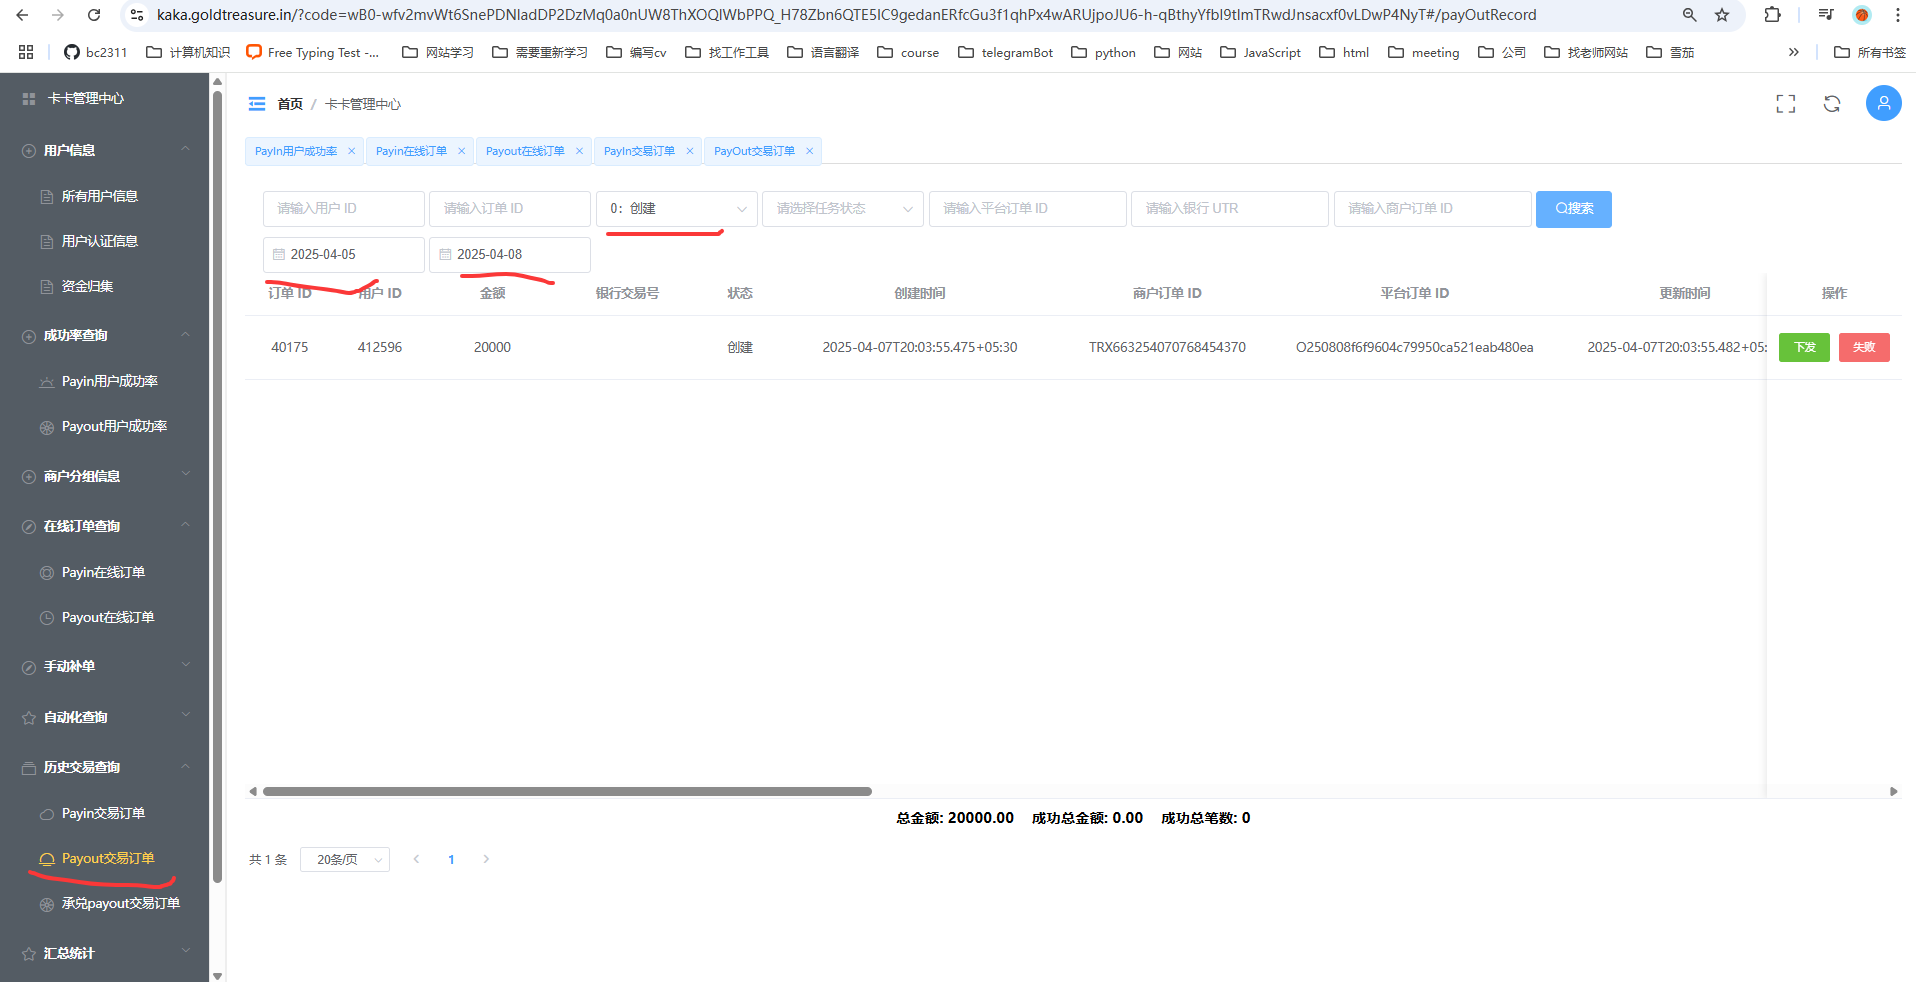 kaka.goldtreasure.in/?code=wB0-wfv2mvWt6SnePDNladDP2DzMq0a0nUW8ThXOQIWbPPQ_H78Zbn6QTE5IC9gedanERfcGu3f1qhPx4wARUjpoJU6-h-qBthyYfbI9tImTRwdJnsacxf0vLDwP4NyT#/payOutRecord
bc2311 计算机知识 Free Typing Test -... 网站学习 需要重新学习 编写cv 找工作工具 语言翻译 course telegramBot python 网站 JavaScript html meeting 公司 找老师网站 雪茄 » 所有书签
卡卡管理中心
用户信息
所有用户信息
用户认证信息
资金归集
成功率查询
Payin用户成功率
Payout用户成功率
商户分组信息
在线订单查询
Payin在线订单
Payout在线订单
手动补单
自动化查询
历史交易查询
Payin交易订单
Payout交易订单
承兑payout交易订单
汇总统计
首页 / 卡卡管理中心
PayIn用户成功率 × Payin在线订单 × Payout在线订单 × PayIn交易订单 × PayOut交易订单 ×
请输入用户 ID 请输入订单 ID 0：创建 请选择任务状态 请输入平台订单 ID 请输入银行 UTR 请输入商户订单 ID 搜索
2025-04-05 2025-04-08
订单 ID 用户 ID 金额 银行交易号 状态 创建时间 商户订单 ID 平台订单 ID 更新时间 操作
40175 412596 20000 创建 2025-04-07T20:03:55.475+05:30 TRX663254070768454370 O250808f6f9604c79950ca521eab480ea 2025-04-07T20:03:55.482+05: 下发 失败
总金额: 20000.00 成功总金额: 0.00 成功总笔数: 0
共 1 条 20条/页 1